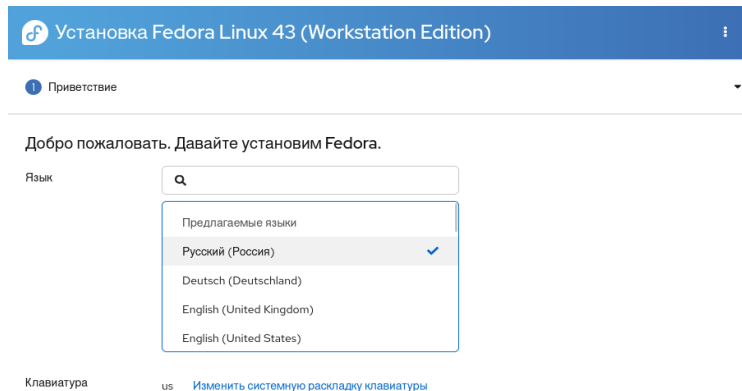 Установка Fedora Linux 43 (Workstation Edition)
1 Приветствие
Добро пожаловать. Давайте установим Fedora.
Язык
Предлагаемые языки
Русский (Россия)
Deutsch (Deutschland)
English (United Kingdom)
English (United States)
Клавиатура us Изменить системную раскладку клавиатуры